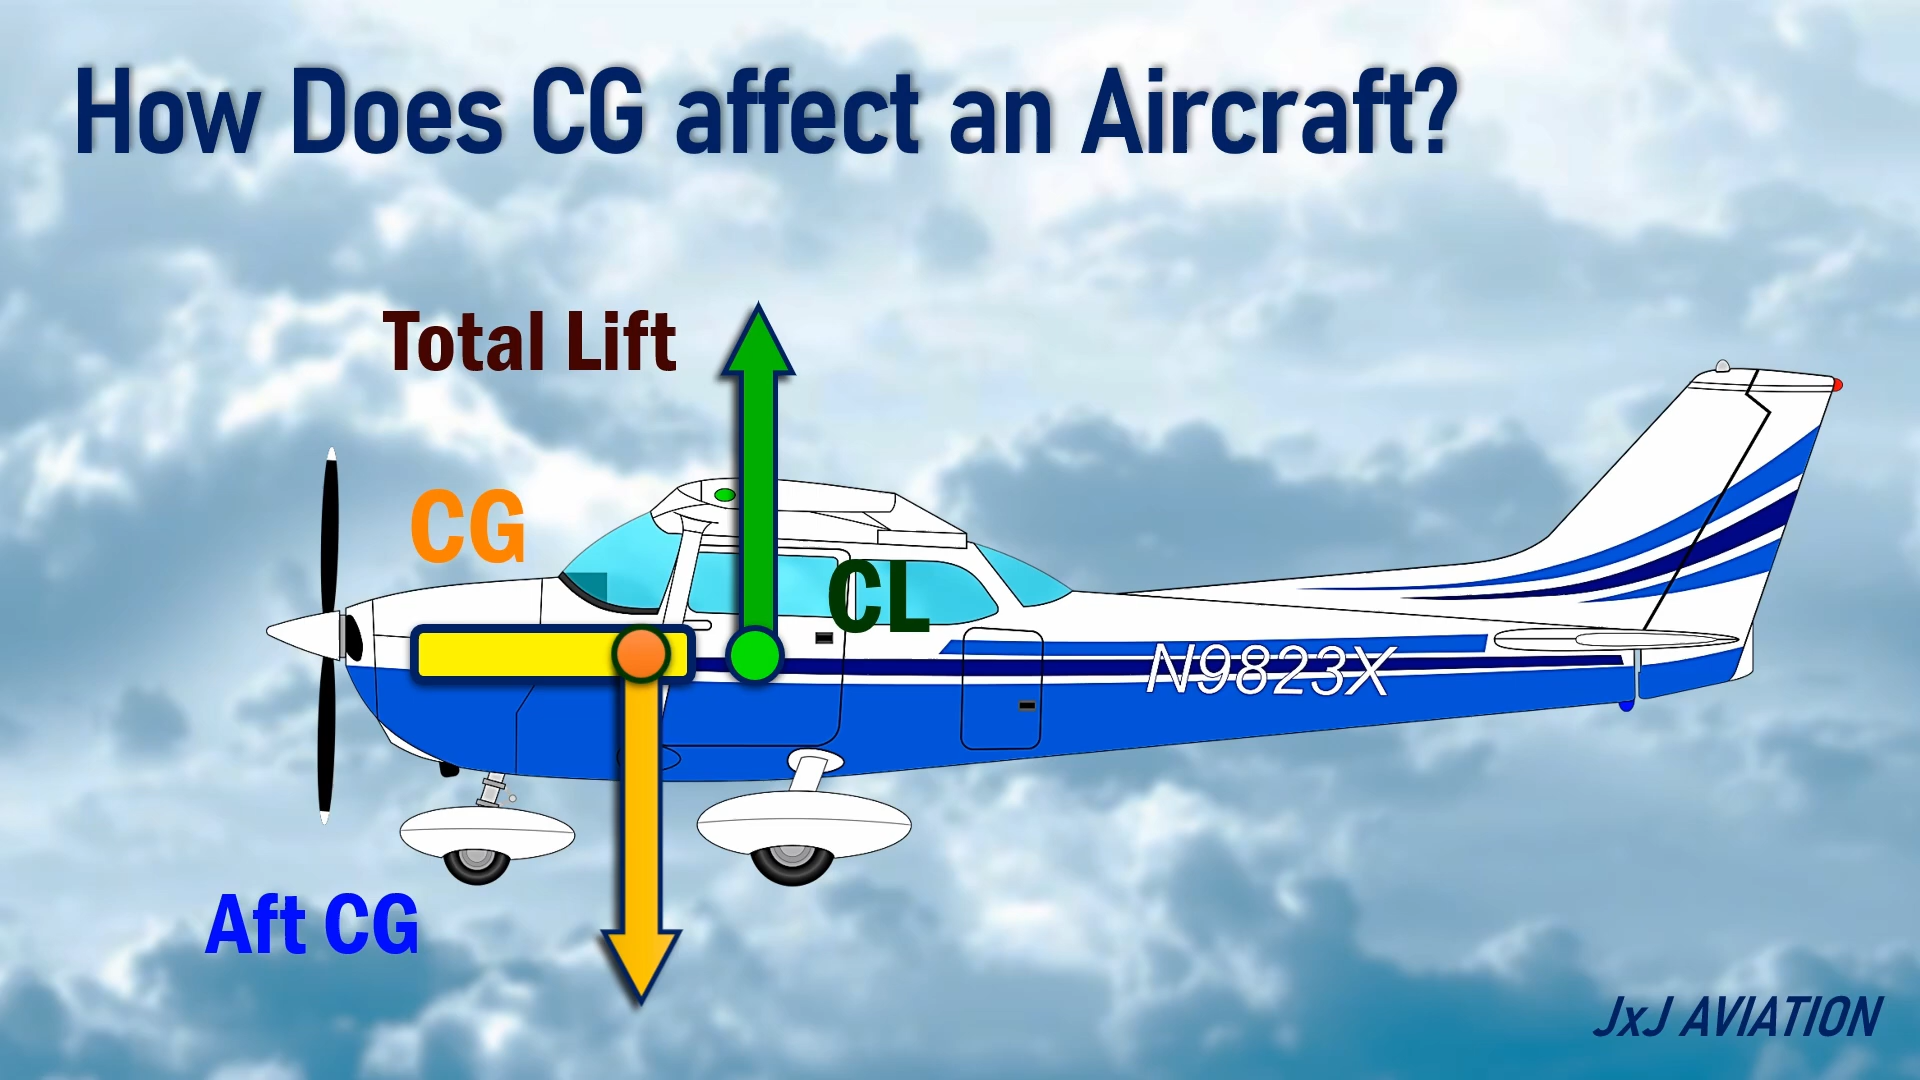 How Does CG affect an Aircraft?
Total Lift
CG
CL
N9823X
Aft CG
JxJ AVIATION